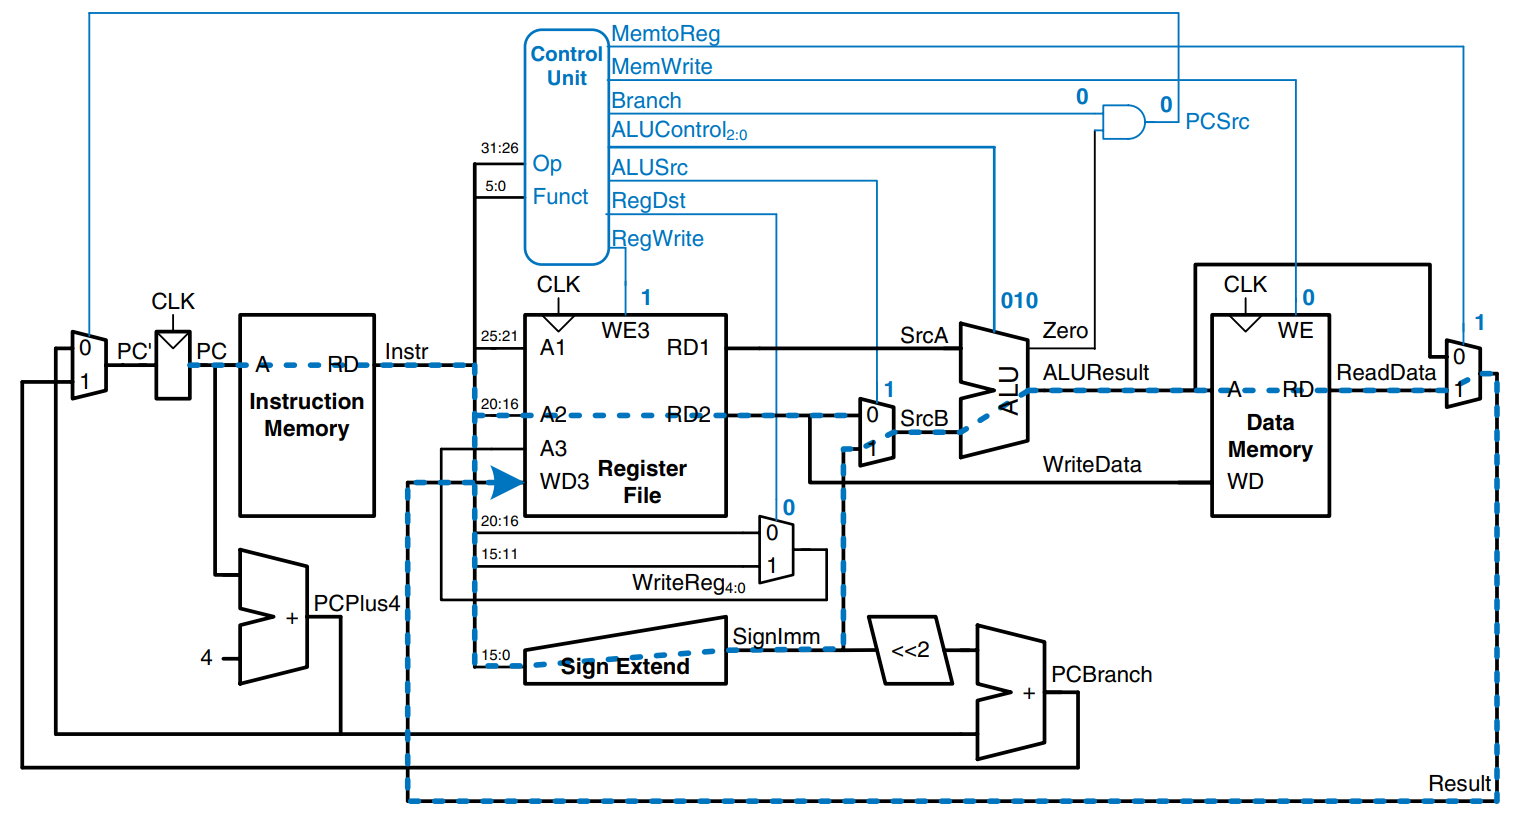 MemtoReg
Control
Unit
MemWrite
Branch
0
0
PCSrc
ALUControl2:0
31:26
Op
ALUSrc
5:0
Funct
RegDst
RegWrite
CLK
CLK
CLK
1
010
0
1
25:21
A1
WE3
RD1
SrcA
Zero
WE
0
1
PC'
PC
A
RD
Instr
Instruction
Memory
20:16
A2
RD2
1
0
1
SrcB
ALU
ALUResult
A
RD
ReadData
0
1
Data
Memory
A3
WD3
Register
File
WriteData
WD
20:16
0
0
15:11
1
WriteReg4:0
PCPlus4
+
4
15:0
Sign Extend
SignImm
<<2
+
PCBranch
Result